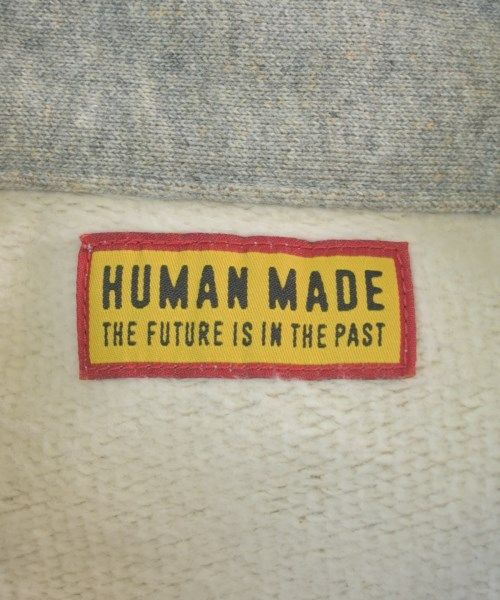 HUMAN MADE
THE FUTURE IS IN THE PAST